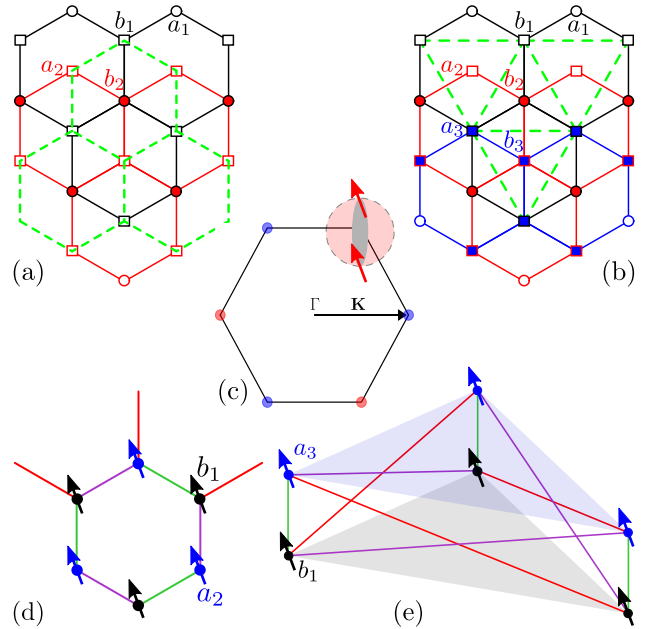 b₁ a₁ b₁ a₁
a₂ b₂ a₂ b₂
a₃ b₃
(a) (b)
Γ K
(c)
b₁ a₃
b₁
a₂
(d) (e)